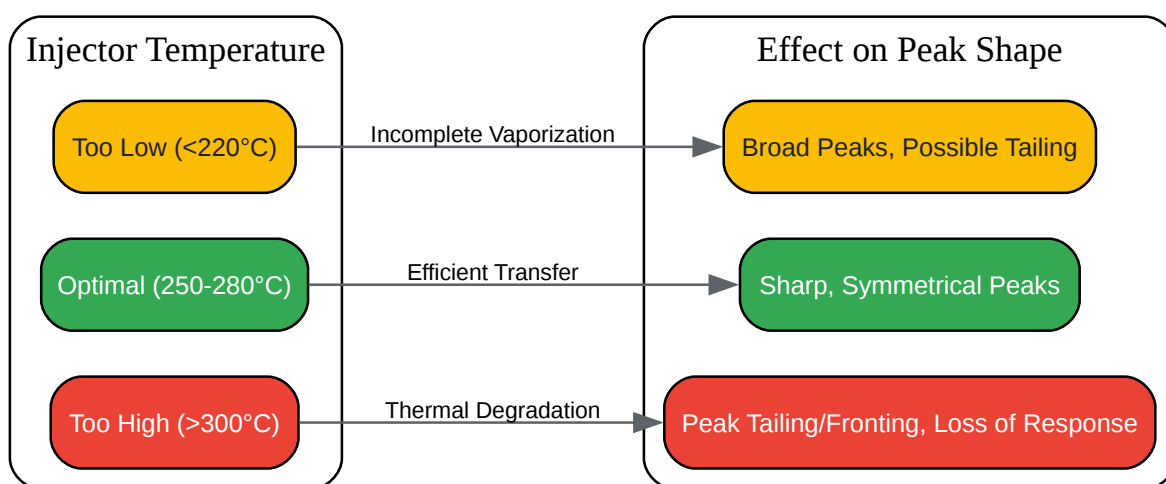 Injector Temperature
Effect on Peak Shape
Too Low (<220°C)
Incomplete Vaporization
Broad Peaks, Possible Tailing
Optimal (250-280°C)
Efficient Transfer
Sharp, Symmetrical Peaks
Too High (>300°C)
Thermal Degradation
Peak Tailing/Fronting, Loss of Response